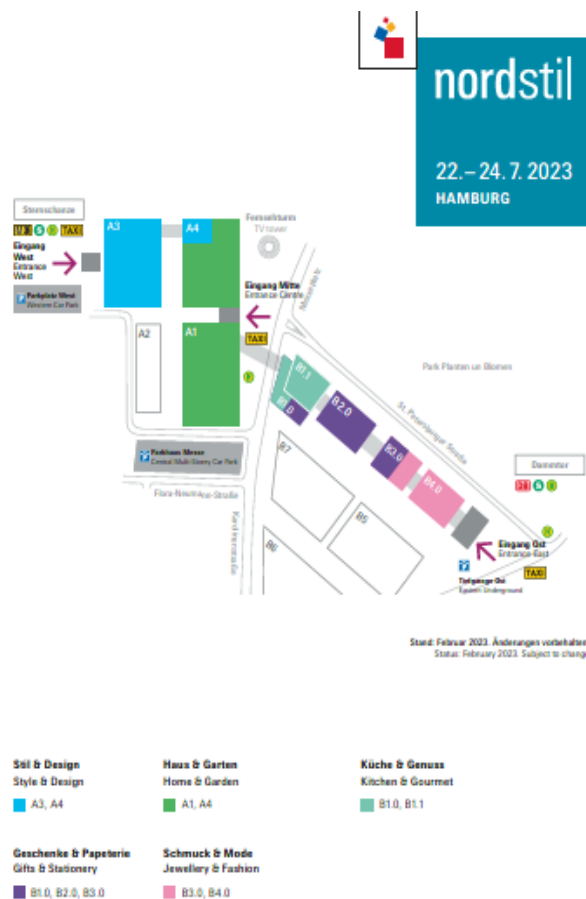 nordstil
22.–24.7. 2023
HAMBURG
Sternschanze
TAXI
A3
A4
Fernsehturm
TV tower
Eingang
West
Entrance
West
Parkplatz West
Western Car Park
Eingang Mitte
Entrance Centre
TAXI
A2
A1
B1.1
B1.0
B2.0
B3.0
B4.0
Park Planten un Blomen
St. Petersburger Straße
Dammtor
Parkhaus Messe
Central Multi-Storey Car Park
B7
B5
B6
Karolinenstraße
Eingang Ost
Entrance East
TAXI
Tiefgarage Ost
Eastern Underground
Stand: Februar 2023. Änderungen vorbehalten
Status: February 2023. Subject to change
Stil & Design
Style & Design
A3, A4
Haus & Garten
Home & Garden
A1, A4
Küche & Genuss
Kitchen & Gourmet
B1.0, B1.1
Geschenke & Papeterie
Gifts & Stationery
B1.0, B2.0, B3.0
Schmuck & Mode
Jewellery & Fashion
B3.0, B4.0